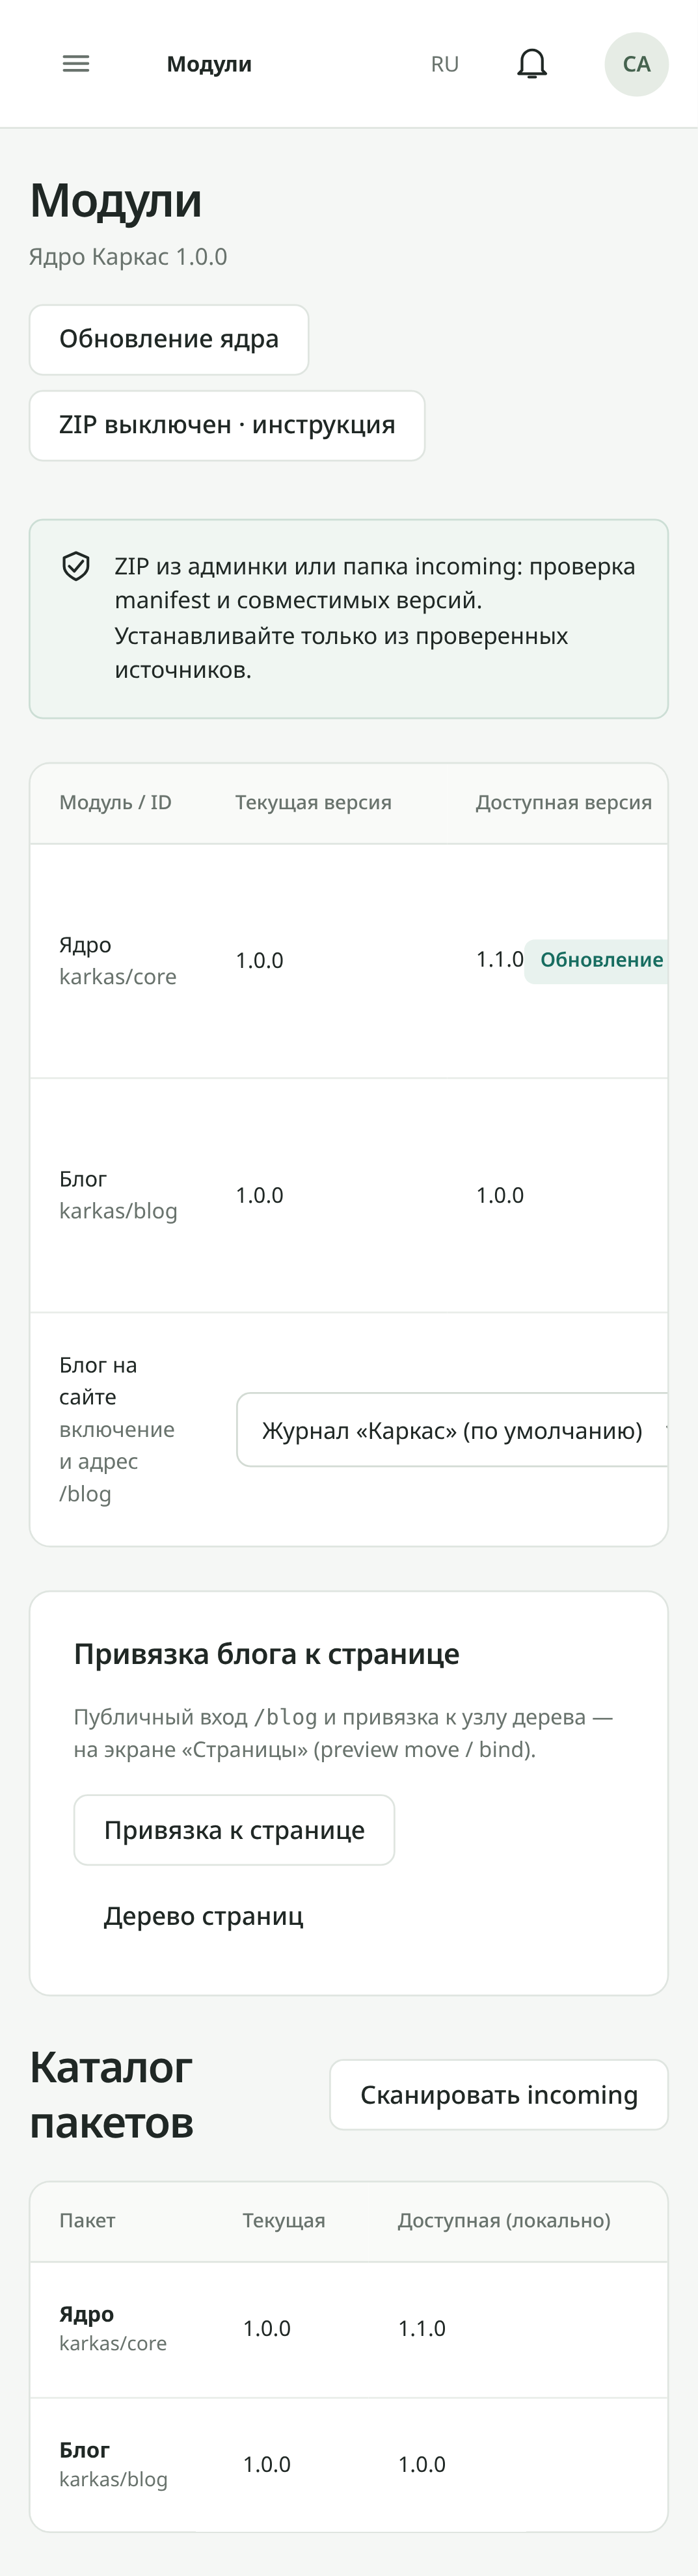 Модули
RU
CA
Модули
Ядро Каркас 1.0.0
Обновление ядра
ZIP выключен · инструкция
ZIP из админки или папка incoming: проверка
manifest и совместимых версий.
Устанавливайте только из проверенных
источников.
Модуль / ID
Текущая версия
Доступная версия
Ядро
karkas/core
1.0.0
1.1.0
Обновление
Блог
karkas/blog
1.0.0
1.0.0
Блог на
сайте
включение
и адрес
/blog
Журнал «Каркас» (по умолчанию)
Привязка блога к странице
Публичный вход /blog и привязка к узлу дерева —
на экране «Страницы» (preview move / bind).
Привязка к странице
Дерево страниц
Каталог
пакетов
Сканировать incoming
Пакет
Текущая
Доступная (локально)
Ядро
karkas/core
1.0.0
1.1.0
Блог
karkas/blog
1.0.0
1.0.0